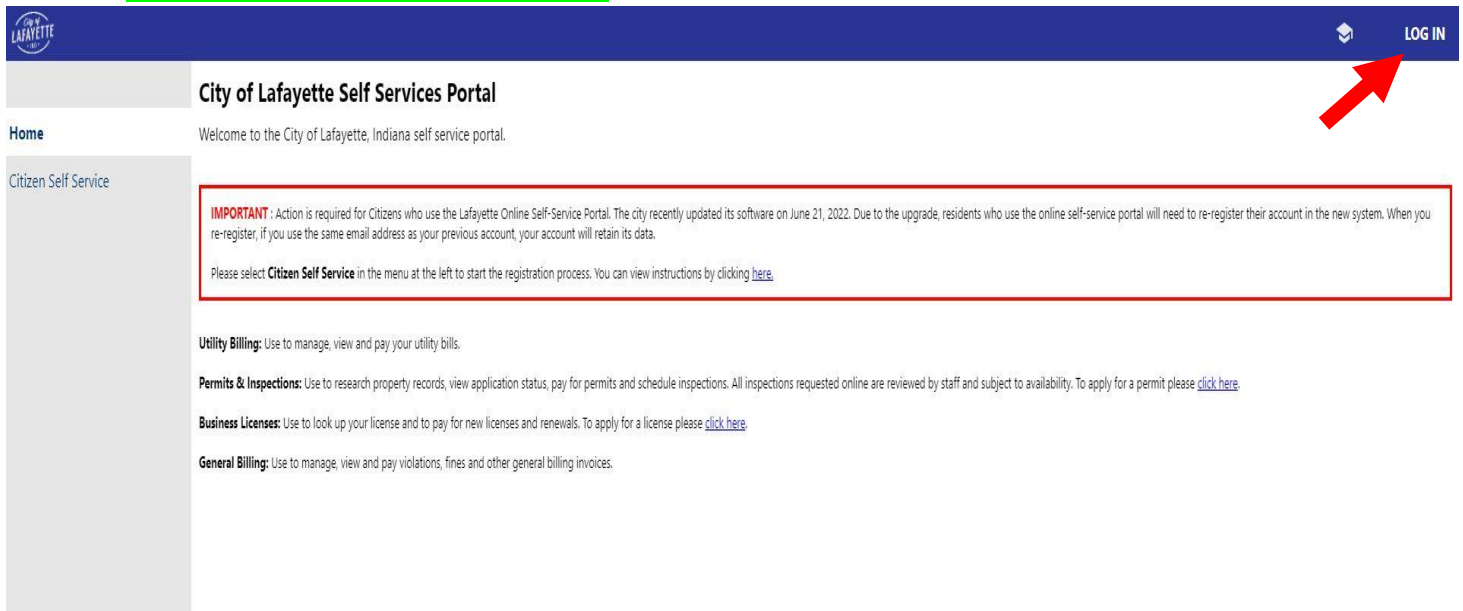 City of
LAFAYETTE
IND
LOG IN
City of Lafayette Self Services Portal
Home
Welcome to the City of Lafayette, Indiana self service portal.
Citizen Self Service
IMPORTANT : Action is required for Citizens who use the Lafayette Online Self-Service Portal. The city recently updated its software on June 21, 2022. Due to the upgrade, residents who use the online self-service portal will need to re-register their account in the new system. When you
re-register, if you use the same email address as your previous account, your account will retain its data.
Please select Citizen Self Service in the menu at the left to start the registration process. You can view instructions by clicking here.
Utility Billing: Use to manage, view and pay your utility bills.
Permits & Inspections: Use to research property records, view application status, pay for permits and schedule inspections. All inspections requested online are reviewed by staff and subject to availability. To apply for a permit please click here.
Business Licenses: Use to look up your license and to pay for new licenses and renewals. To apply for a license please click here.
General Billing: Use to manage, view and pay violations, fines and other general billing invoices.